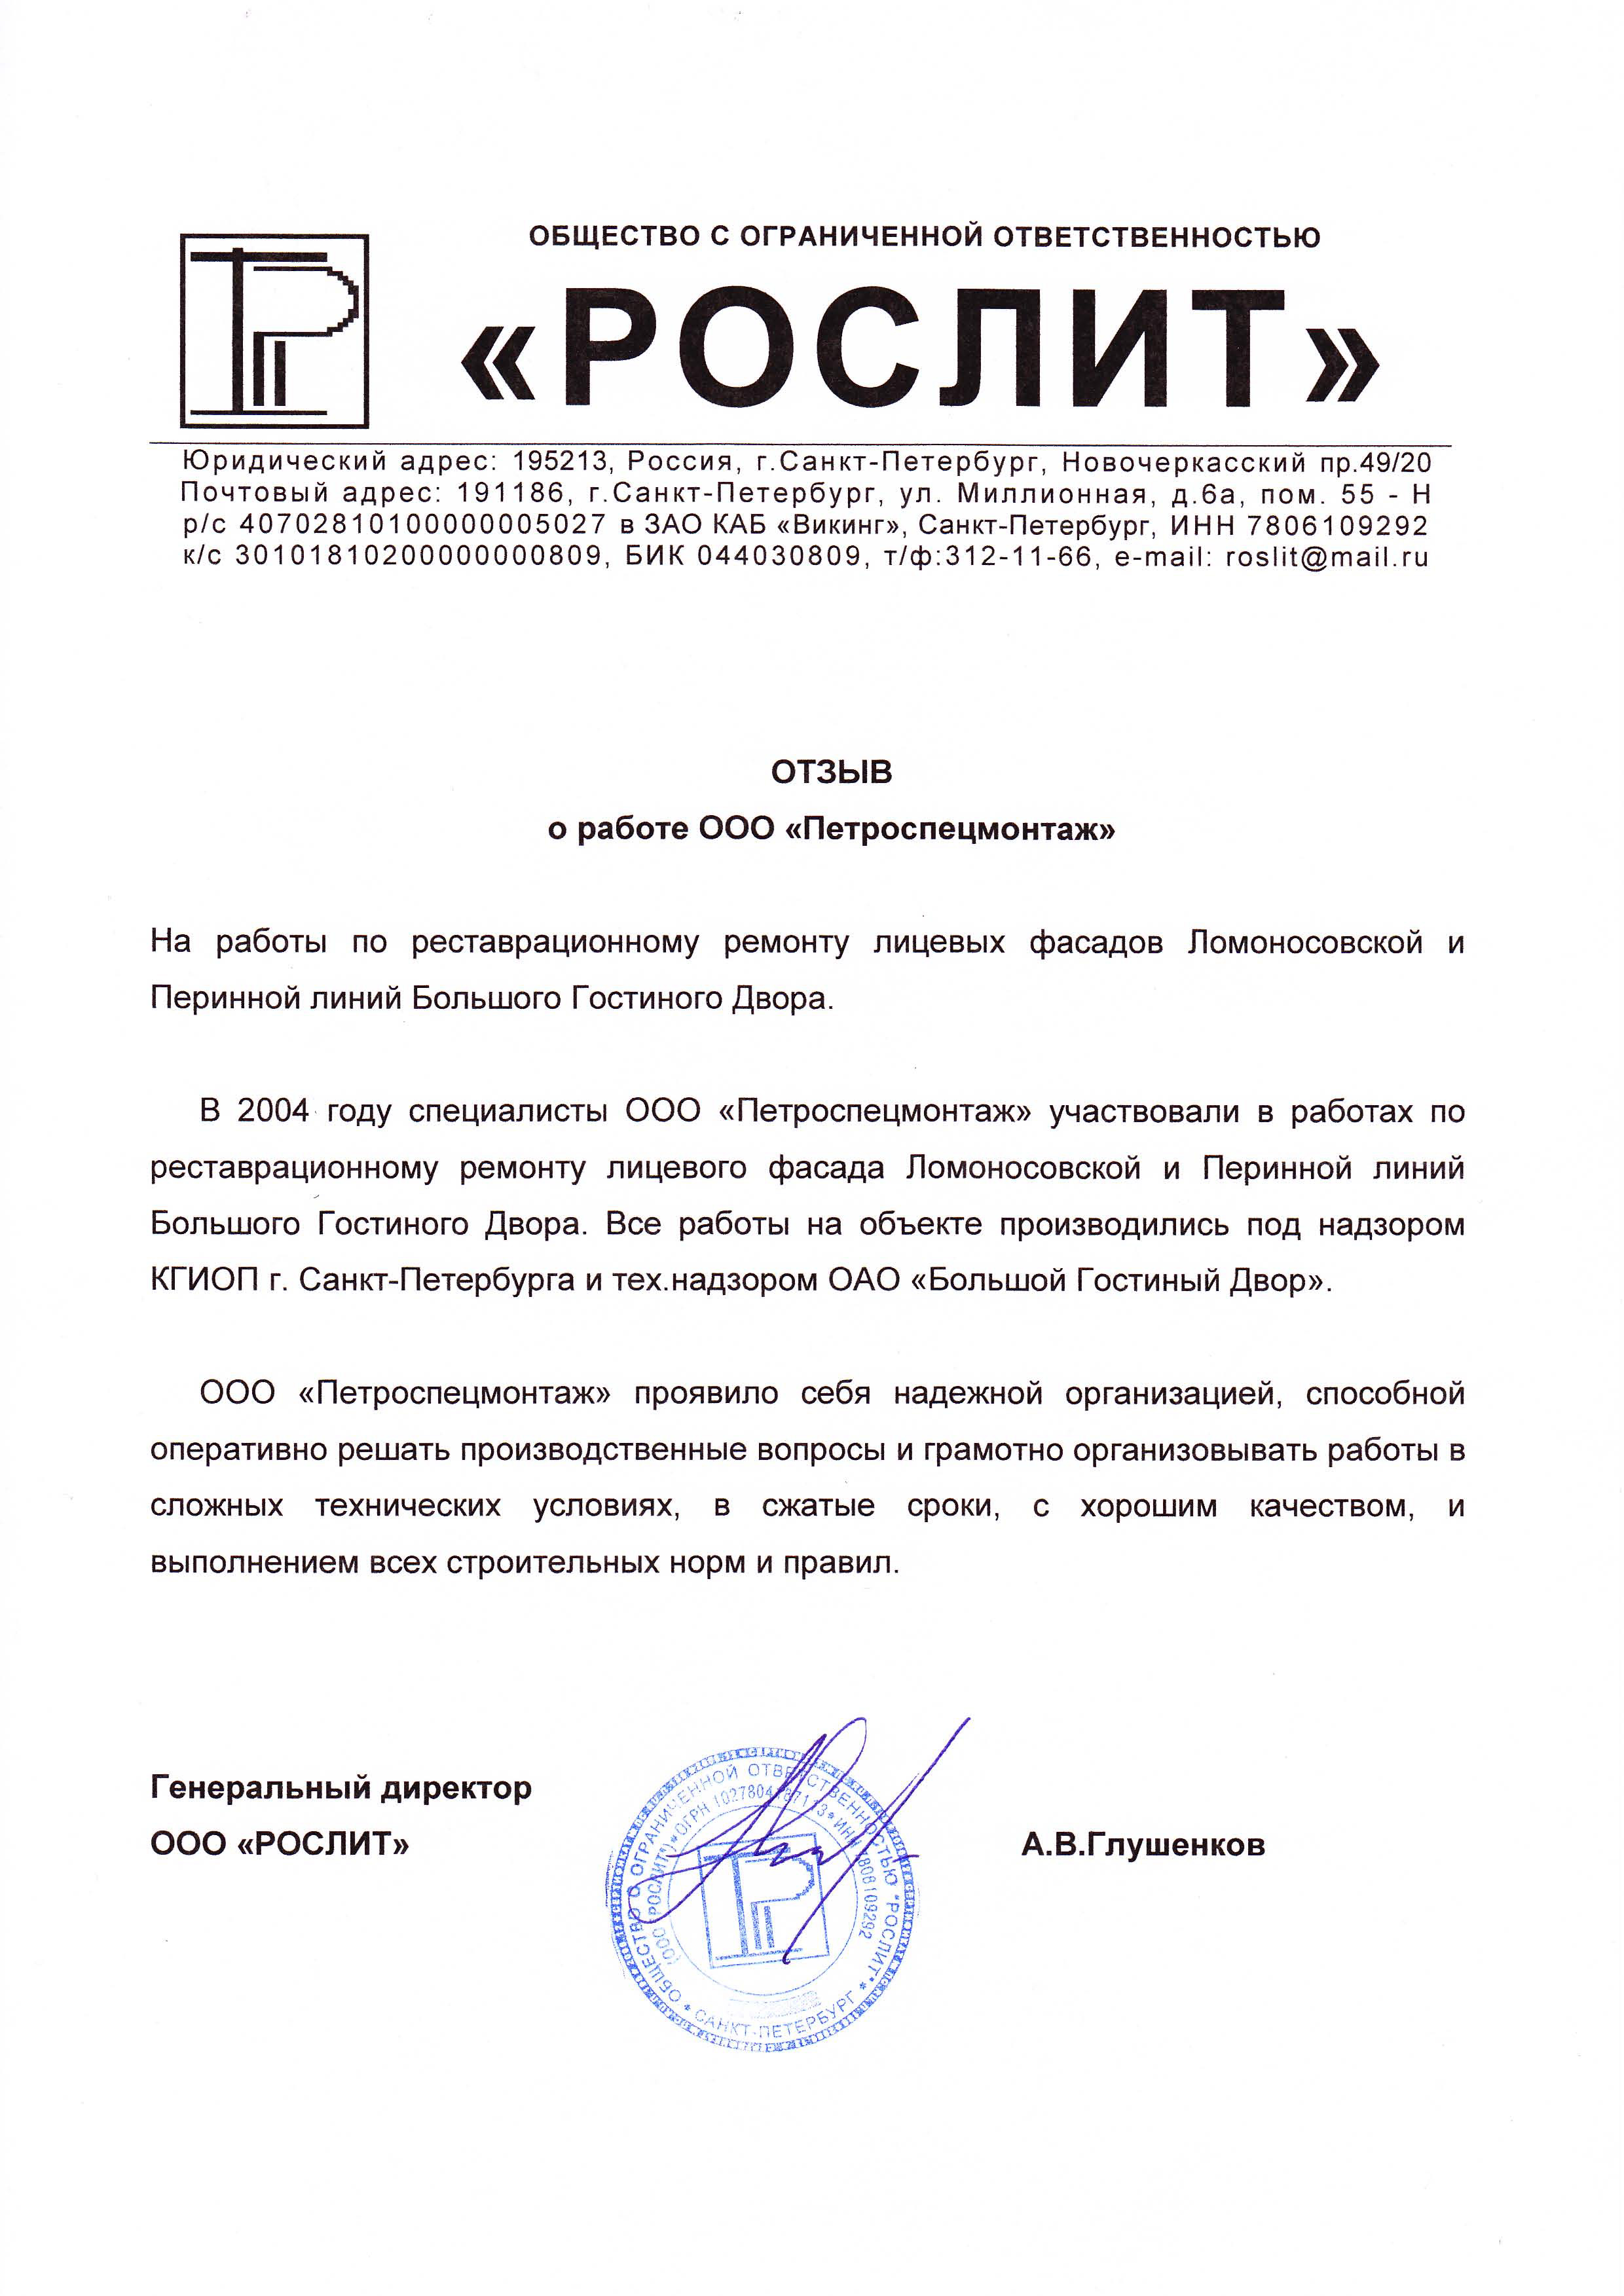 ОБЩЕСТВО С ОГРАНИЧЕННОЙ ОТВЕТСТВЕННОСТЬЮ
«РОСЛИТ»
Юридический адрес: 195213, Россия, г.Санкт-Петербург, Новочеркасский пр.49/20
Почтовый адрес: 191186, г.Санкт-Петербург, ул. Миллионная, д.6а, пом. 55 - Н
р/с 40702810100000005027 в ЗАО КАБ «Викинг», Санкт-Петербург, ИНН 7806109292
к/с 30101810200000000809, БИК 044030809, т/ф:312-11-66, e-mail: roslit@mail.ru
ОТЗЫВ
о работе ООО «Петроспецмонтаж»
На работы по реставрационному ремонту лицевых фасадов Ломоносовской и
Перинной линий Большого Гостиного Двора.
В 2004 году специалисты ООО «Петроспецмонтаж» участвовали в работах по
реставрационному ремонту лицевого фасада Ломоносовской и Перинной линий
Большого Гостиного Двора. Все работы на объекте производились под надзором
КГИОП г. Санкт-Петербурга и тех.надзором ОАО «Большой Гостиный Двор».
ООО «Петроспецмонтаж» проявило себя надежной организацией, способной
оперативно решать производственные вопросы и грамотно организовывать работы в
сложных технических условиях, в сжатые сроки, с хорошим качеством, и
выполнением всех строительных норм и правил.
Генеральный директор
ООО «РОСЛИТ» А.В.Глушенков
ОБЩЕСТВО С ОГРАНИЧЕННОЙ ОТВЕТСТВЕННОСТЬЮ "РОСЛИТ" * САНКТ-ПЕТЕРБУРГ *
(ООО "РОСЛИТ") * ОГРН * ИНН 7806109292